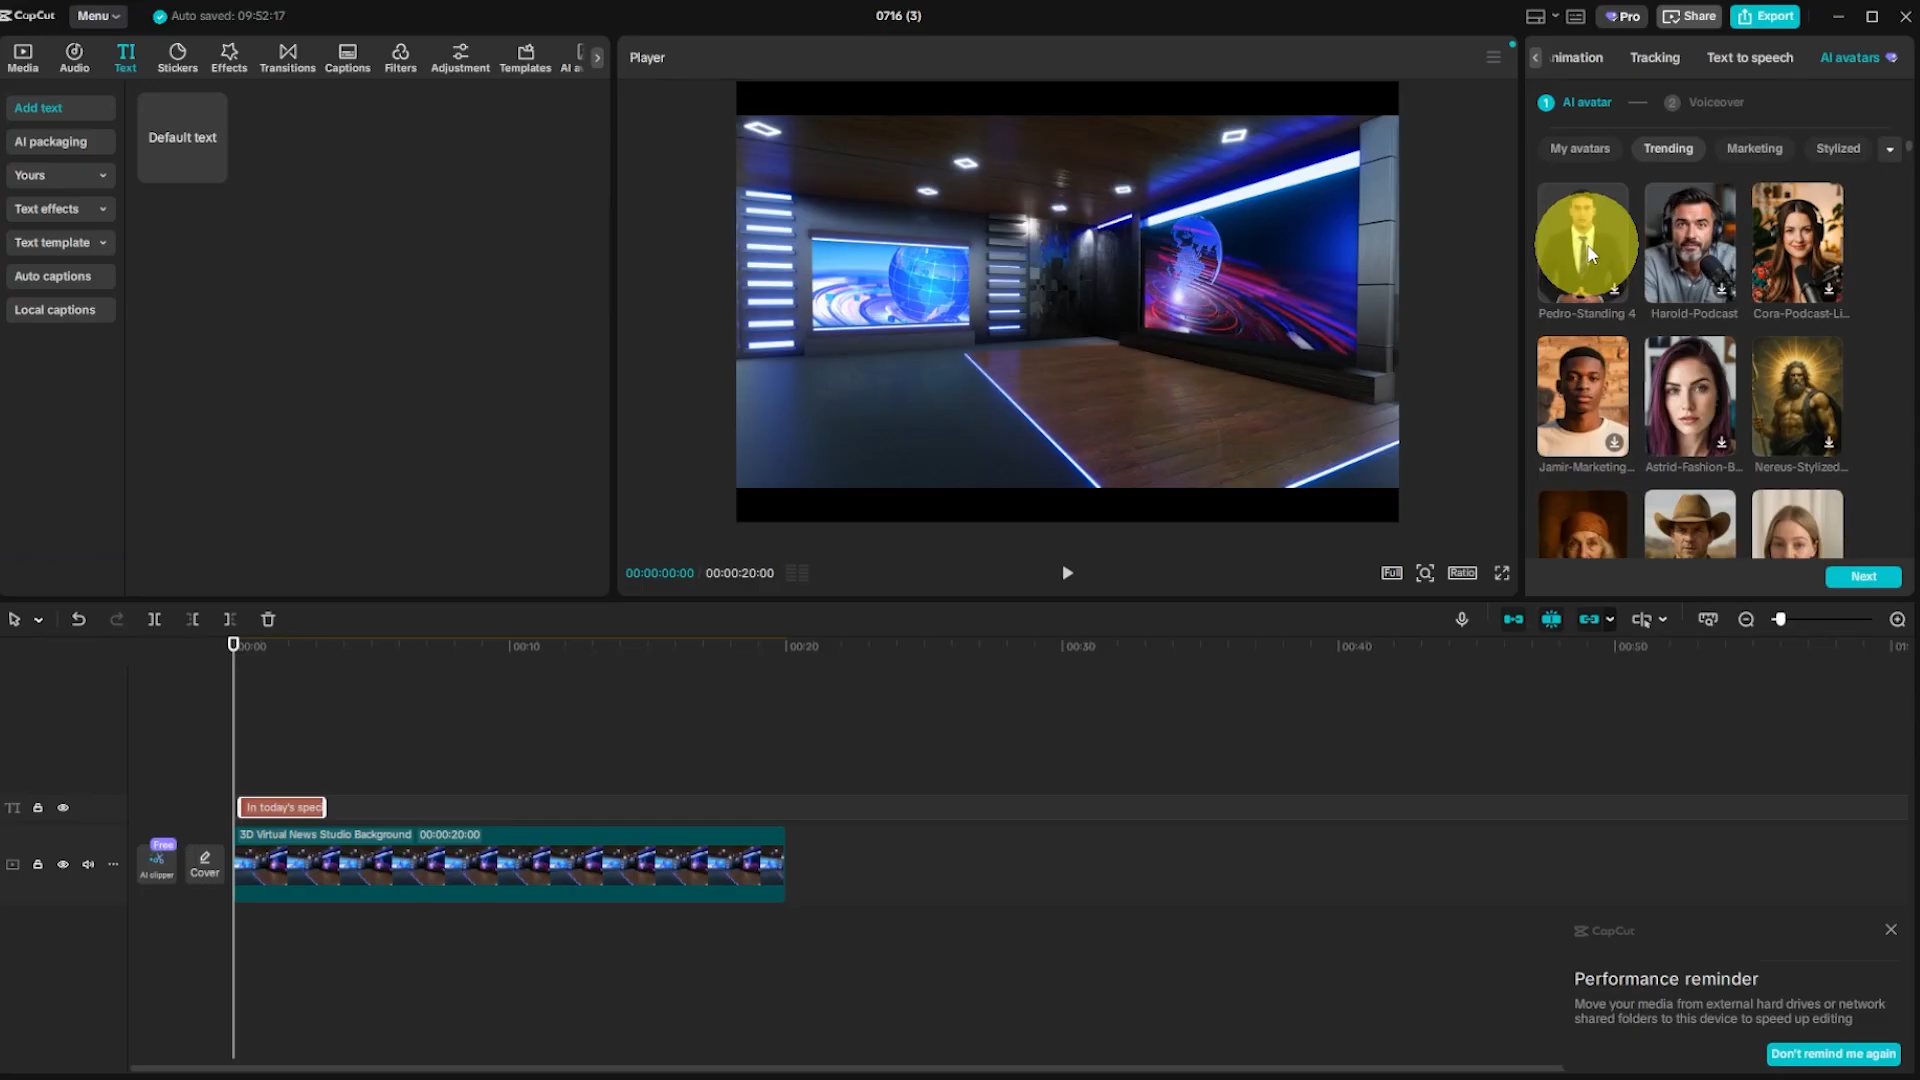 CapCut
Menu
Auto saved: 09:52:17
0716 (3)
Pro
Share
Export
Media
Audio
TI
Text
Stickers
Effects
Transitions
Captions
Filters
Adjustment
Templates
Player
nimation
Tracking
Text to speech
AI avatars
Add text
AI packaging
Yours
Text effects
Text template
Auto captions
Local captions
Default text
1 AI avatar
2 Voiceover
My avatars
Trending
Marketing
Stylized
Pedro-Standing 4
Harold-Podcast
Cora-Podcast-Li...
Jamir-Marketing...
Astrid-Fashion-B...
Nereus-Stylized...
Next
00:00:00:00
00:00:20:00
Full
Ratio
00:00
00:10
00:20
00:30
00:40
00:50
TI
In today's spec
3D Virtual News Studio Background 00:00:20:00
Free
AI clipper
Cover
CapCut
Performance reminder
Move your media from external hard drives or network
shared folders to this device to speed up editing
Don't remind me again